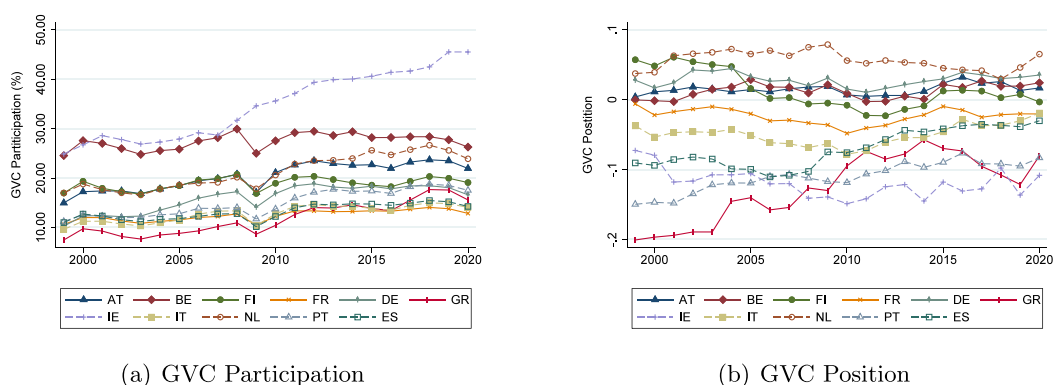 50.00
40.00
30.00
20.00
10.00
GVC Participation (%)
2000 2005 2010 2015 2020
AT BE FI FR DE GR
IE IT NL PT ES
(a) GVC Participation
.1
0
-.1
-.2
GVC Position
2000 2005 2010 2015 2020
AT BE FI FR DE GR
IE IT NL PT ES
(b) GVC Position